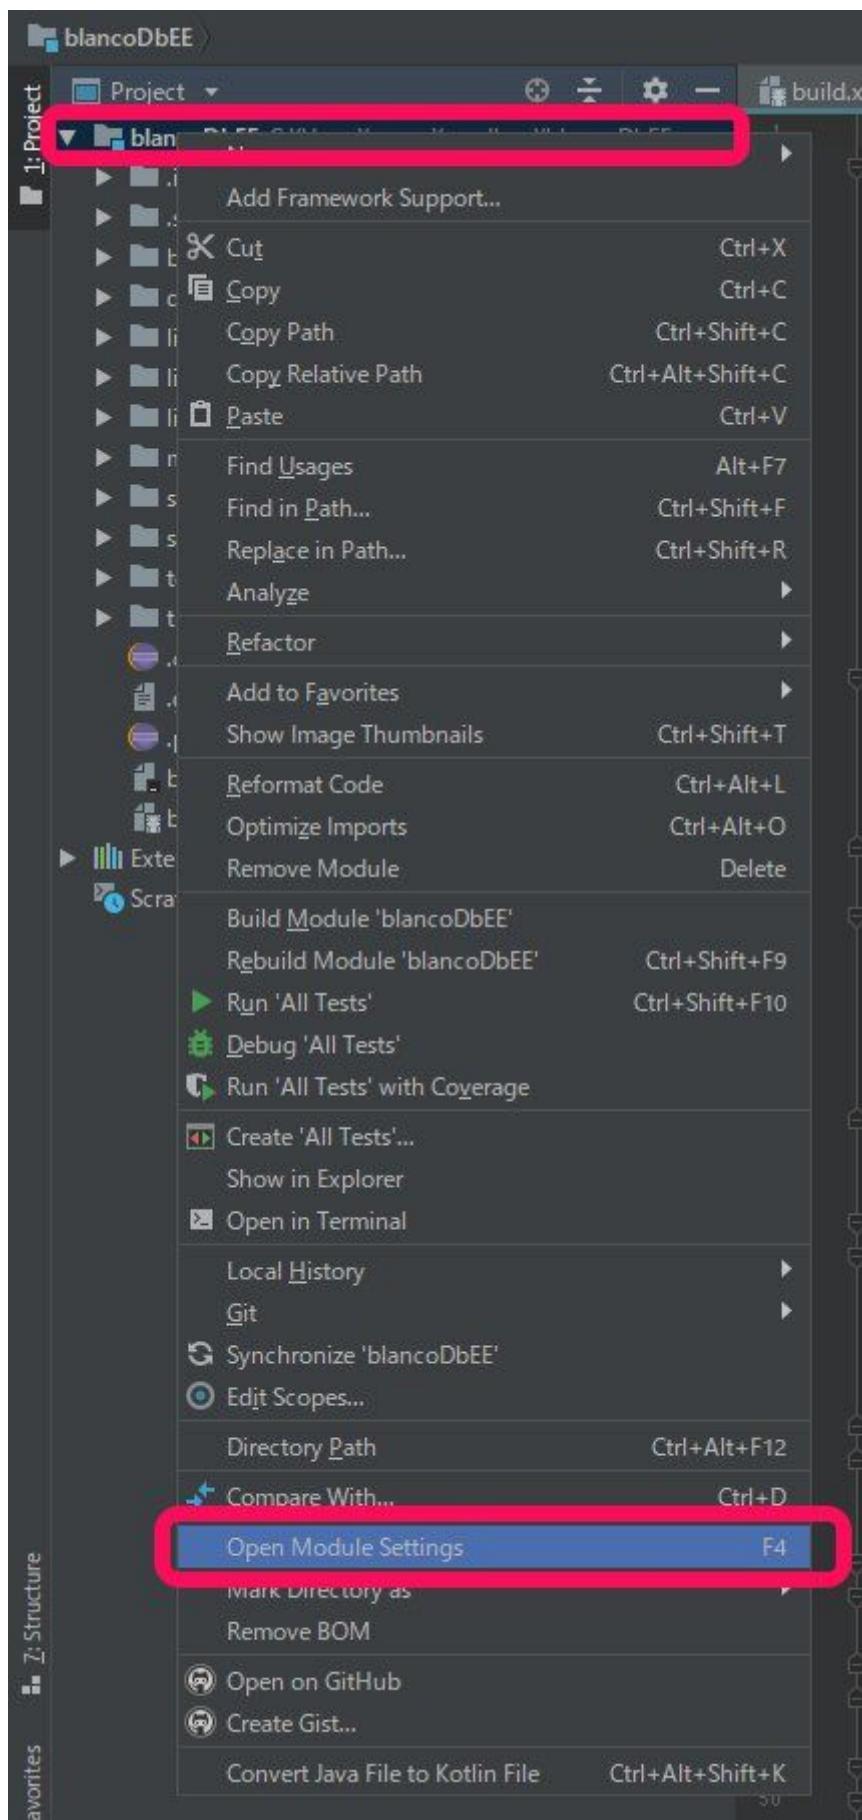 blancoDbEE
1: Project
Project
build.x
blan
Add Framework Support...
Cut Ctrl+X
Copy Ctrl+C
Copy Path Ctrl+Shift+C
Copy Relative Path Ctrl+Alt+Shift+C
Paste Ctrl+V
Find Usages Alt+F7
Find in Path... Ctrl+Shift+F
Replace in Path... Ctrl+Shift+R
Analyze
Refactor
Add to Favorites
Show Image Thumbnails Ctrl+Shift+T
Reformat Code Ctrl+Alt+L
Optimize Imports Ctrl+Alt+O
Exte
Remove Module Delete
Scra
Build Module 'blancoDbEE'
Rebuild Module 'blancoDbEE' Ctrl+Shift+F9
Run 'All Tests' Ctrl+Shift+F10
Debug 'All Tests'
Run 'All Tests' with Coverage
Create 'All Tests'...
Show in Explorer
Open in Terminal
Local History
Git
Synchronize 'blancoDbEE'
Edit Scopes...
Directory Path Ctrl+Alt+F12
Compare With... Ctrl+D
Open Module Settings F4
Mark Directory as
Remove BOM
7: Structure
Open on GitHub
Create Gist...
Convert Java File to Kotlin File Ctrl+Alt+Shift+K
avorites
50